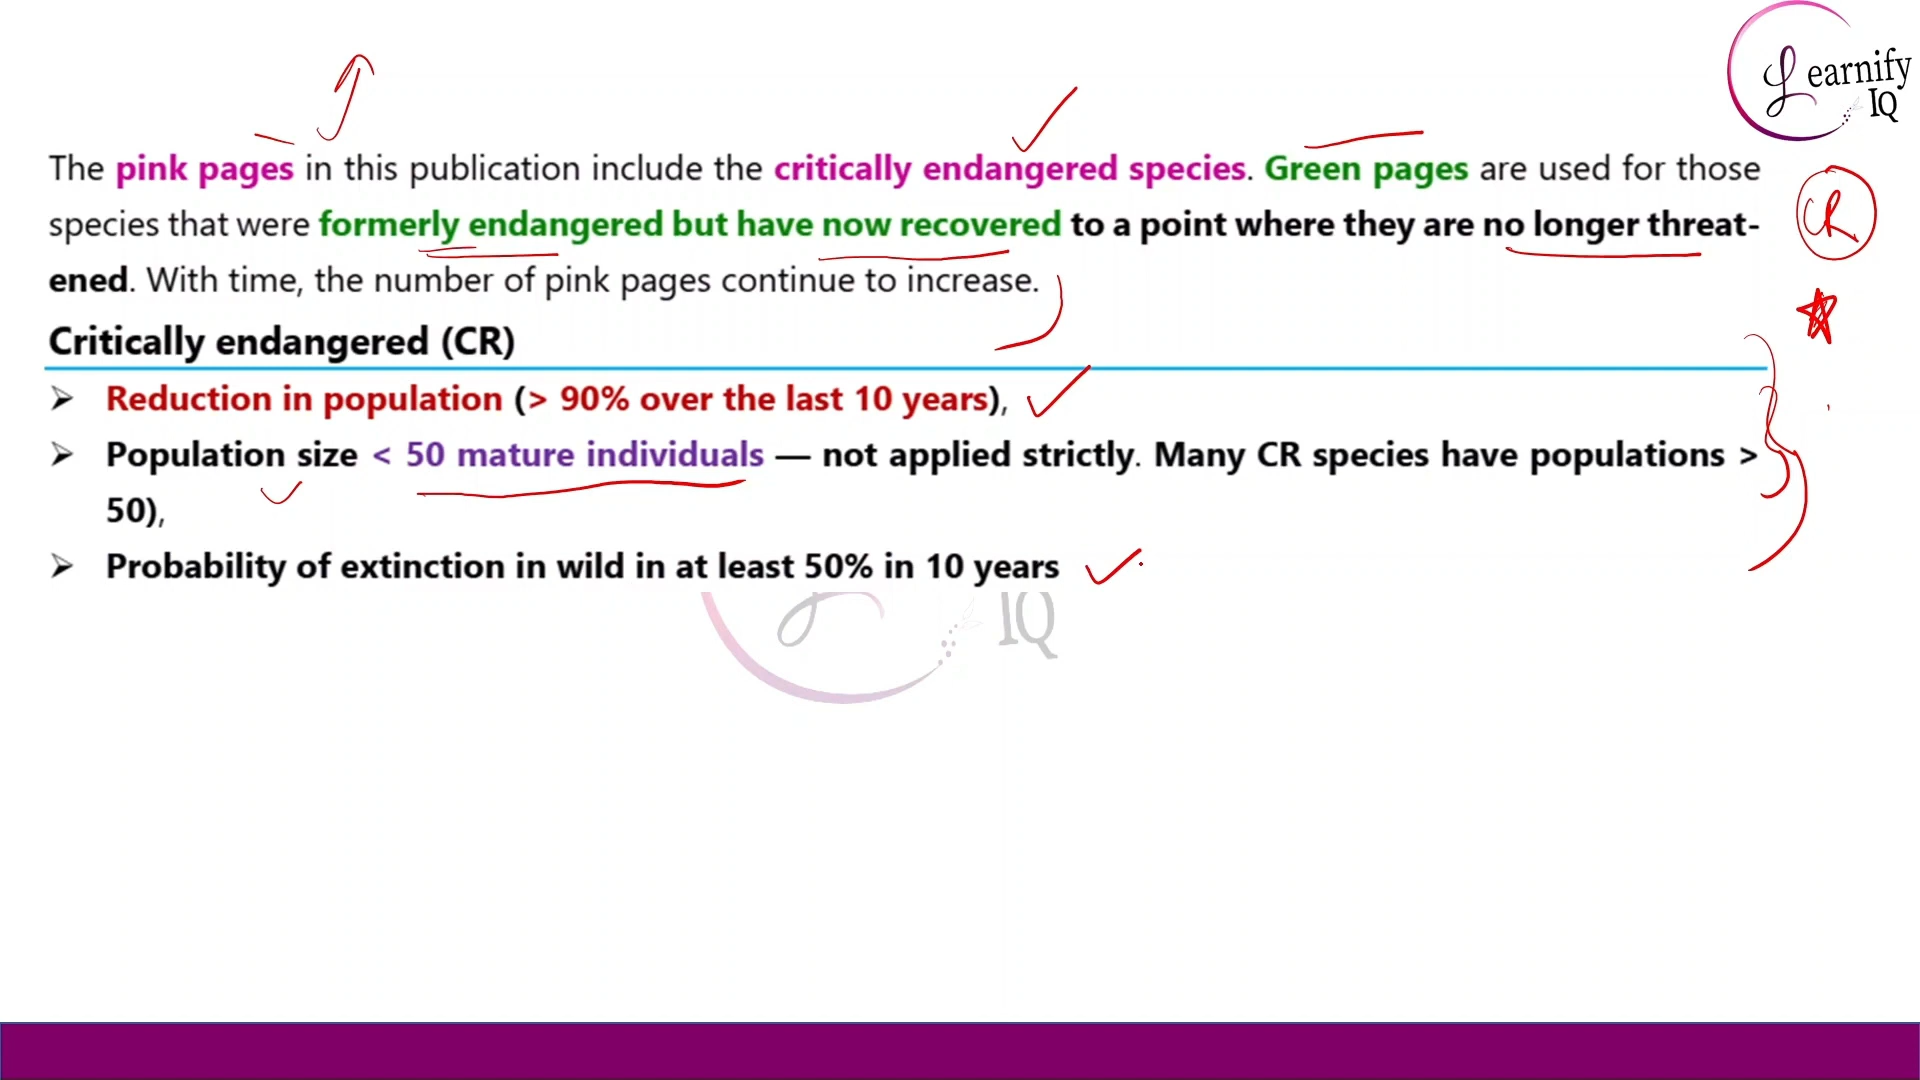 Learnify
IQ
The pink pages in this publication include the critically endangered species. Green pages are used for those
species that were formerly endangered but have now recovered to a point where they are no longer threat-
ened. With time, the number of pink pages continue to increase.
CR
Critically endangered (CR)
➢ Reduction in population (> 90% over the last 10 years),
➢ Population size < 50 mature individuals — not applied strictly. Many CR species have populations >
50),
➢ Probability of extinction in wild in at least 50% in 10 years
IQ